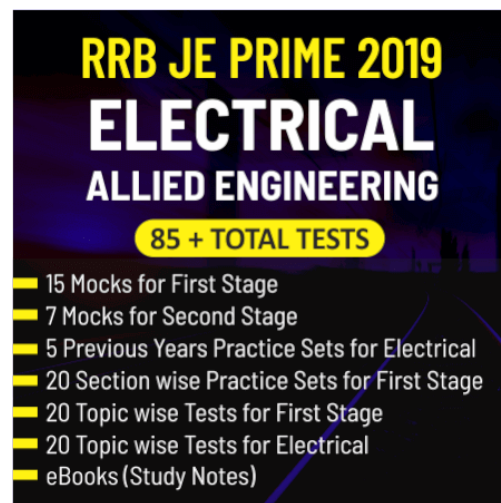 RRB JE PRIME 2019
ELECTRICAL
ALLIED ENGINEERING
85 + TOTAL TESTS
15 Mocks for First Stage
7 Mocks for Second Stage
5 Previous Years Practice Sets for Electrical
20 Section wise Practice Sets for First Stage
20 Topic wise Tests for First Stage
20 Topic wise Tests for Electrical
eBooks (Study Notes)